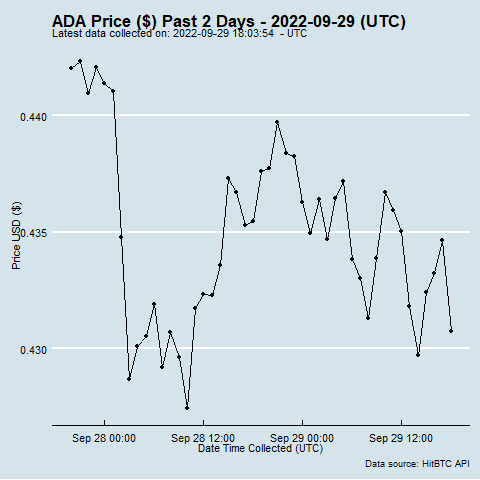 ADA Price ($) Past 2 Days - 2022-09-29 (UTC)
Latest data collected on: 2022-09-29 18:03:54 - UTC
0.440
0.435
0.430
Price USD ($)
Sep 28 00:00 Sep 28 12:00 Sep 29 00:00 Sep 29 12:00
Date Time Collected (UTC)
Data source: HitBTC API